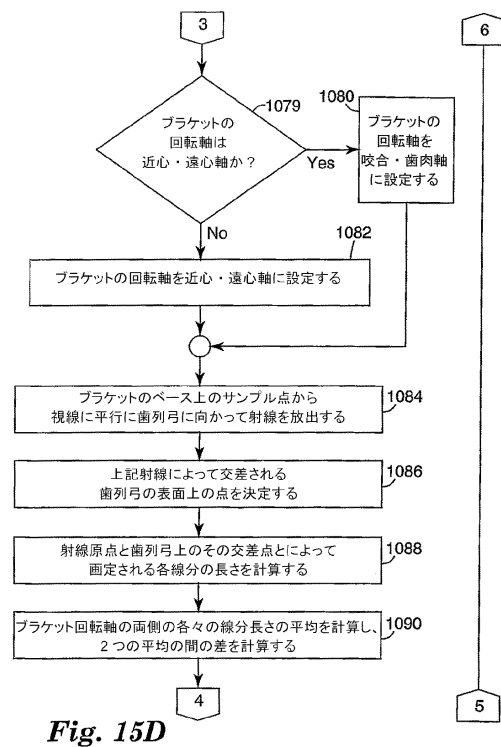 3
6
1079
ブラケットの
回転軸は
近心・遠心軸か？
Yes
1080
ブラケットの
回転軸を
咬合・歯肉軸
に設定する
No
1082
ブラケットの回転軸を近心・遠心軸に設定する
ブラケットのベース上のサンプル点から
視線に平行に歯列弓に向かって射線を放出する
1084
上記射線によって交差される
歯列弓の表面上の点を決定する
1086
射線原点と歯列弓上のその交差点とによって
画定される各線分の長さを計算する
1088
ブラケット回転軸の両側の各々の線分長さの平均を計算し、
２つの平均の間の差を計算する
1090
4
5
Fig. 15D